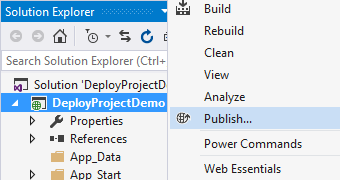 Solution Explorer
Search Solution Explorer (Ctrl+
Solution 'DeployProjectD
DeployProjectDemo
Properties
References
App_Data
App_Start
Build
Rebuild
Clean
View
Analyze
Publish...
Power Commands
Web Essentials